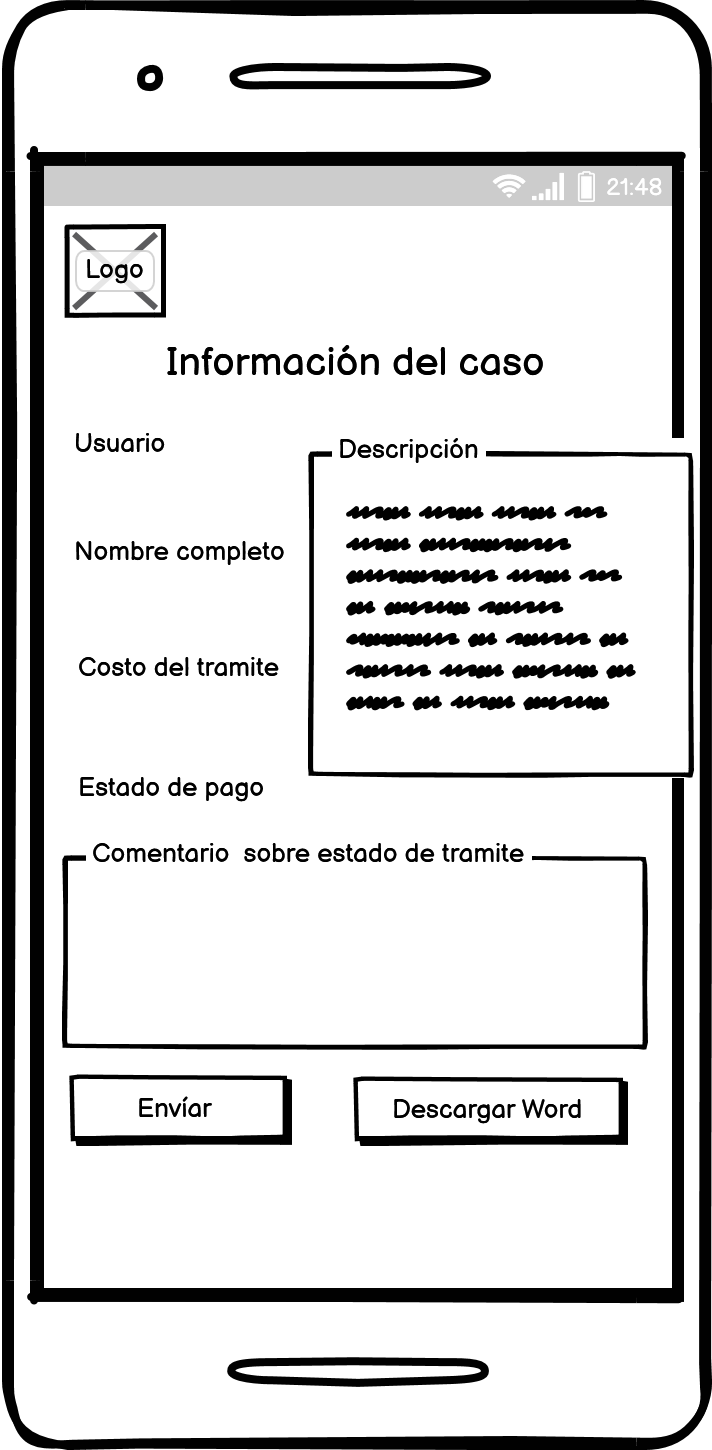 21:48
Logo
Información del caso
Usuario
Descripción
Nombre completo
Costo del tramite
Estado de pago
Comentario sobre estado de tramite
Envíar
Descargar Word